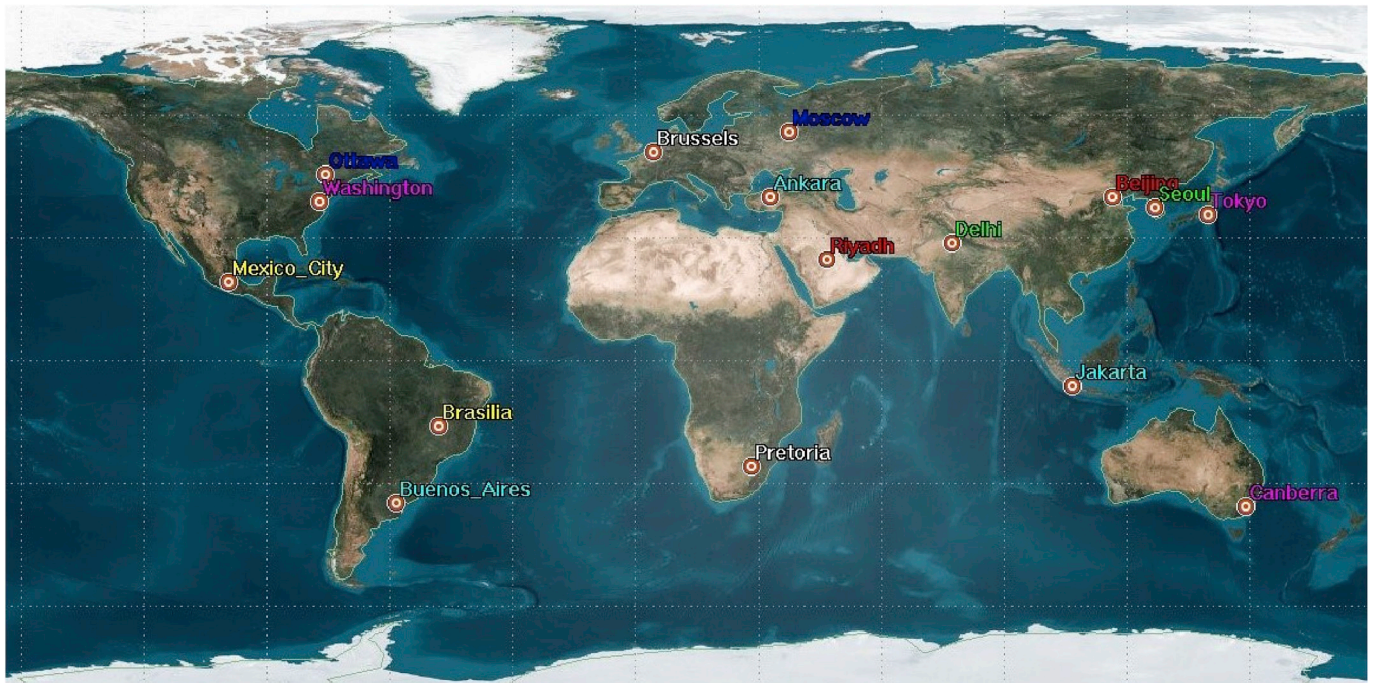 Moscow
Brussels
Ottawa
Washington
Ankara
Beijing
Seoul
Tokyo
Delhi
Riyadh
Mexico_City
Jakarta
Brasilia
Pretoria
Buenos_Aires
Canberra